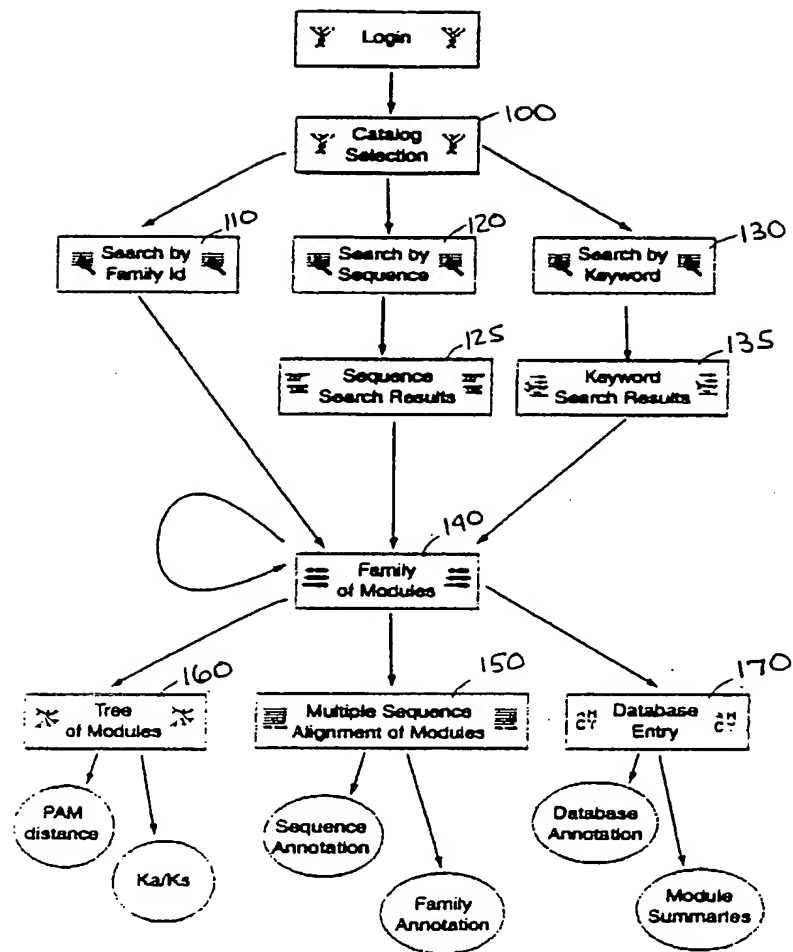 Login
100
Catalog
Selection
110
120
130
Search by
Family Id
Search by
Sequence
Search by
Keyword
125
135
Sequence
Search Results
Keyword
Search Results
140
Family
of Modules
160
150
170
Tree
of Modules
Multiple Sequence
Alignment of Modules
Database
Entry
PAM
distance
Ka/Ks
Sequence
Annotation
Family
Annotation
Database
Annotation
Module
Summaries